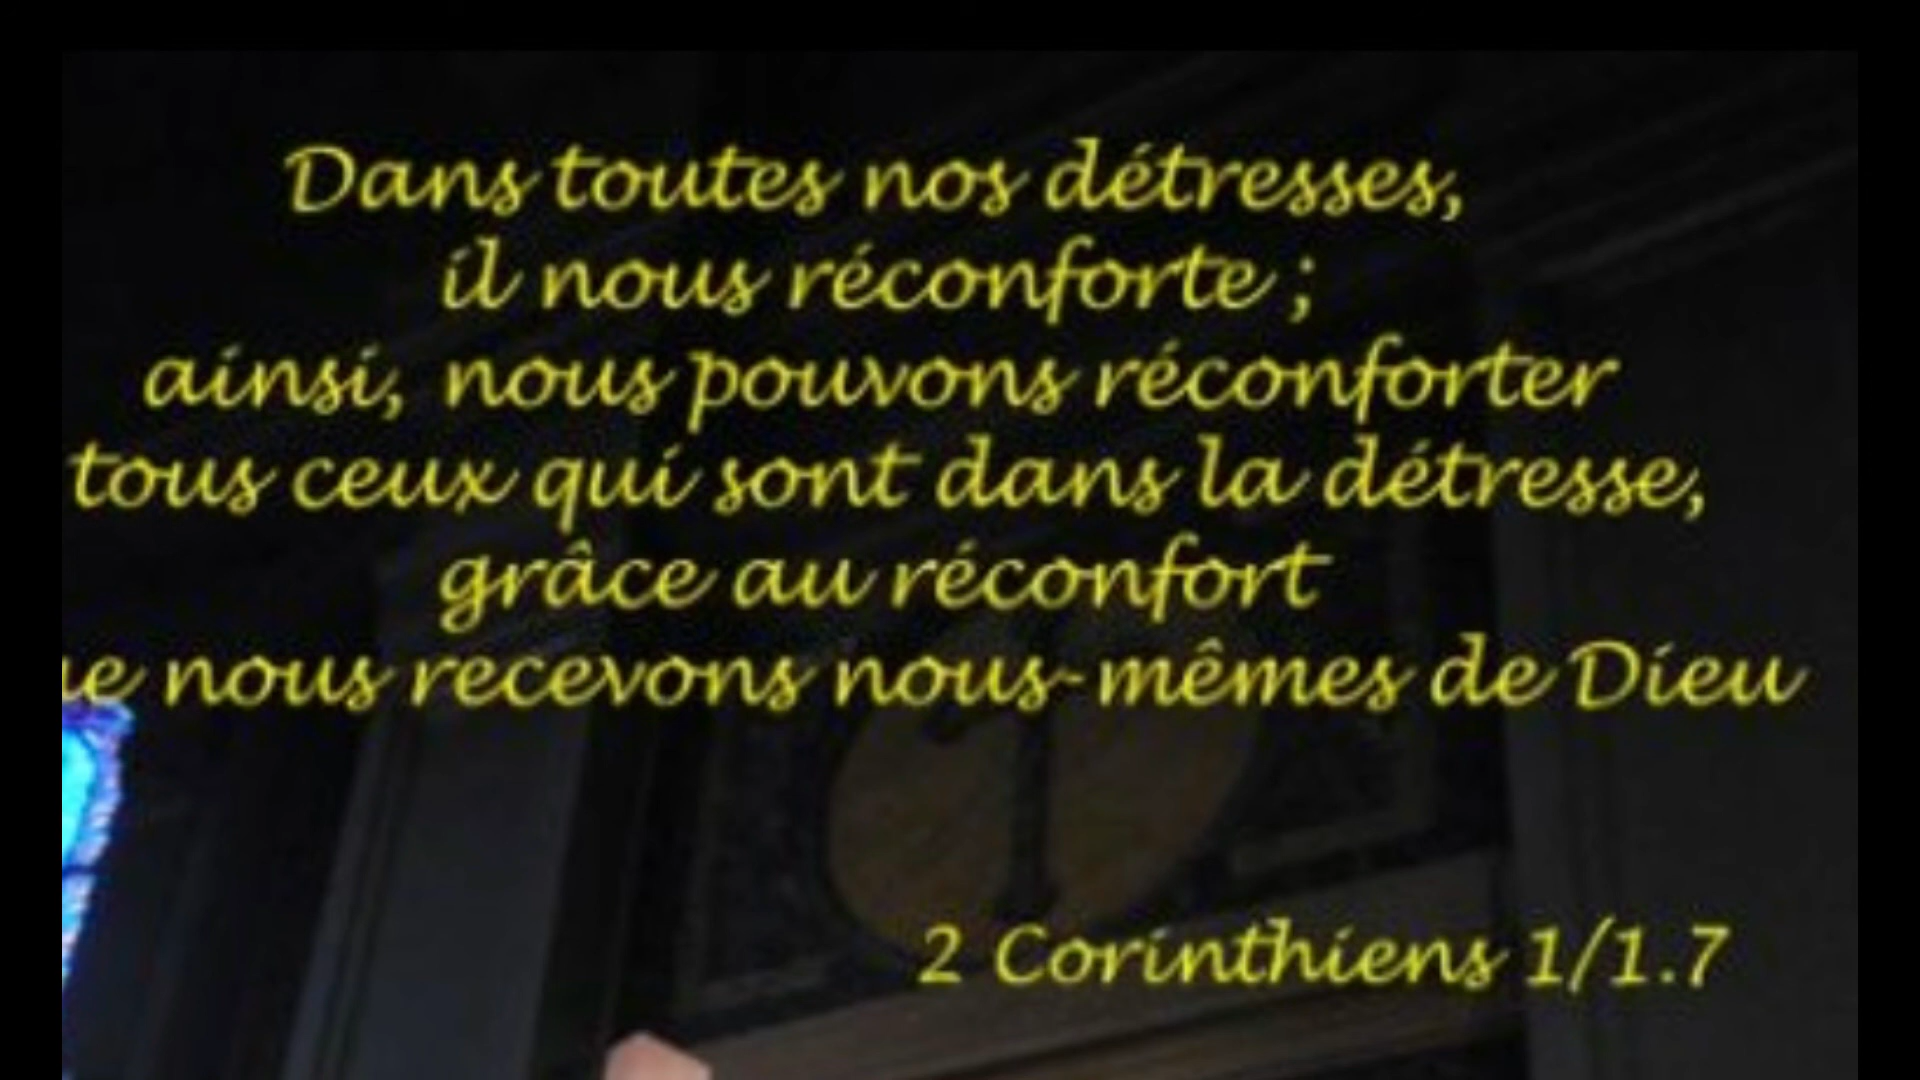 Dans toutes nos détresses,
il nous réconforte ;
ainsi, nous pouvons réconforter
tous ceux qui sont dans la détresse,
grâce au réconfort
nous recevons nous-mêmes de Dieu
2 Corinthiens 1/1.7